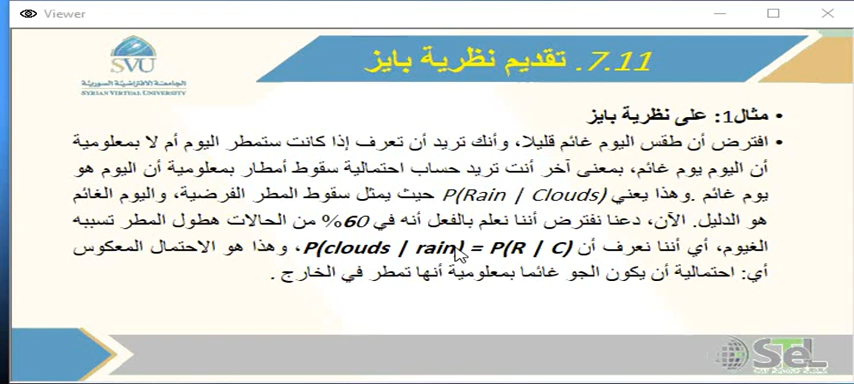 Viewer
7.11. تقديم نظرية بايز
SVU
الجامعة الافتراضية السورية
SYRIAN VIRTUAL UNIVERSITY
• مثال1: على نظرية بايز
• افترض أن طقس اليوم غائم قليلا، وأنك تريد أن تعرف إذا كانت ستمطر اليوم أم لا بمعلومية
أن اليوم يوم غائم، بمعنى آخر أنت تريد حساب احتمالية سقوط أمطار بمعلومية أن اليوم هو
يوم غائم .وهذا يعني P(Rain | Clouds) حيث يمثل سقوط المطر الفرضية، واليوم الغائم
هو الدليل. الآن، دعنا نفترض أننا نعلم بالفعل أنه في 60% من الحالات هطول المطر تسببه
الغيوم، أي أننا نعرف أن P(clouds | rain) = P(R | C)، وهذا هو الاحتمال المعكوس
أي: احتمالية أن يكون الجو غائما بمعلومية أنها تمطر في الخارج .
SeL